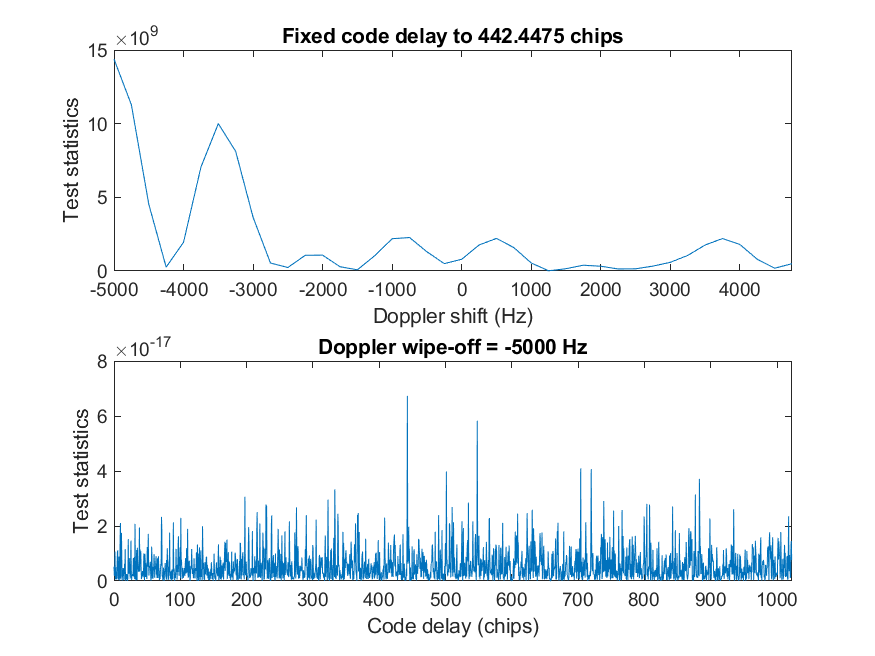 Fixed code delay to 442.4475 chips
×10^9
15
10
5
0
Test statistics
-5000 -4000 -3000 -2000 -1000 0 1000 2000 3000 4000
Doppler shift (Hz)
Doppler wipe-off = -5000 Hz
×10^-17
8
6
4
2
0
Test statistics
0 100 200 300 400 500 600 700 800 900 1000
Code delay (chips)